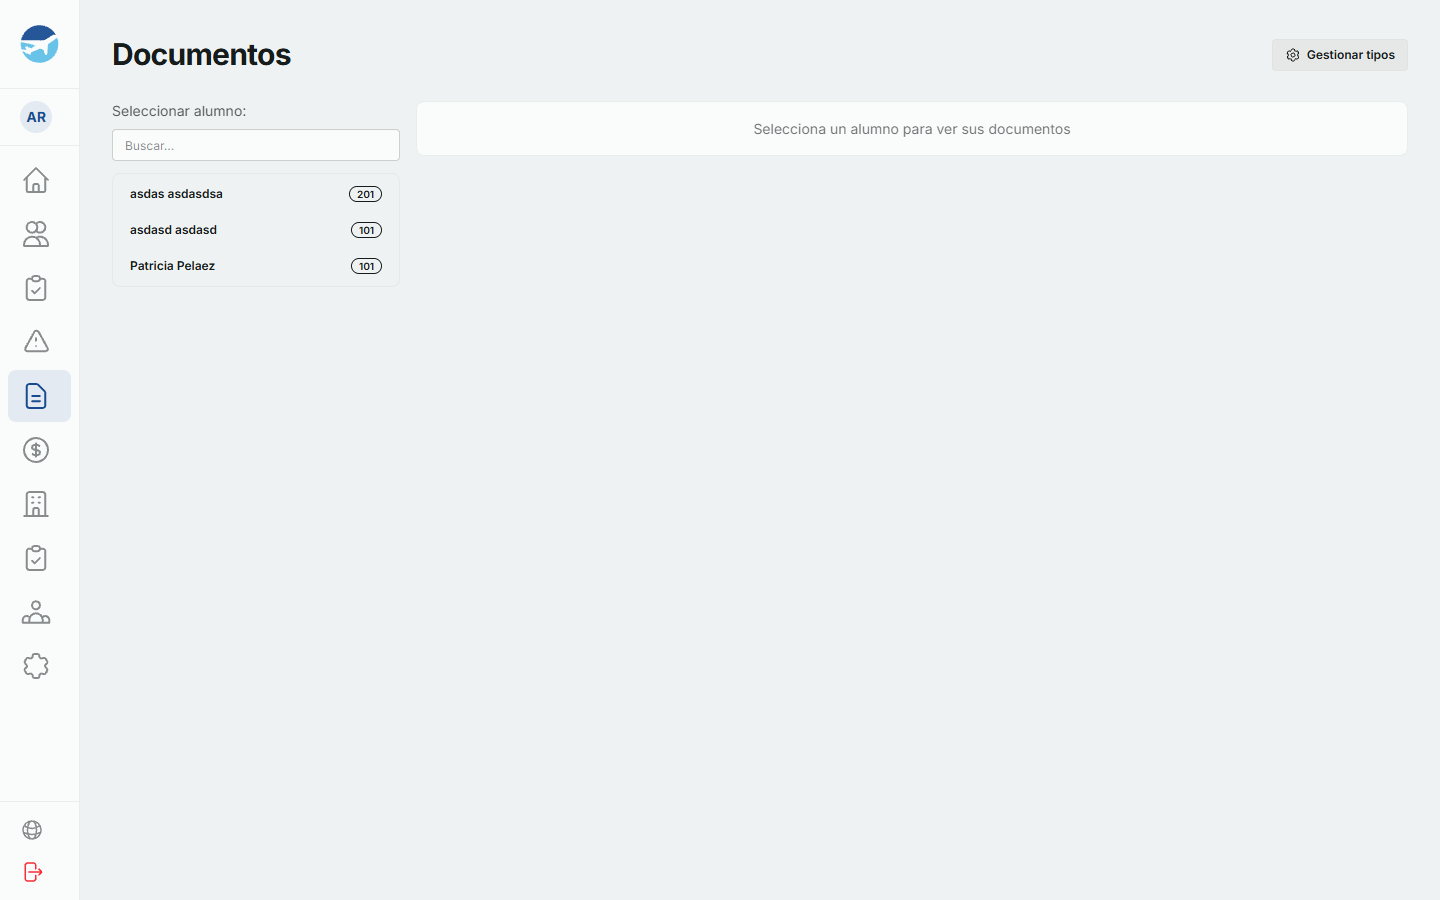 Documentos
Gestionar tipos
AR
Seleccionar alumno:
Buscar...
Selecciona un alumno para ver sus documentos
asdas asdasdsa 201
asdasd asdasd 101
Patricia Pelaez 101